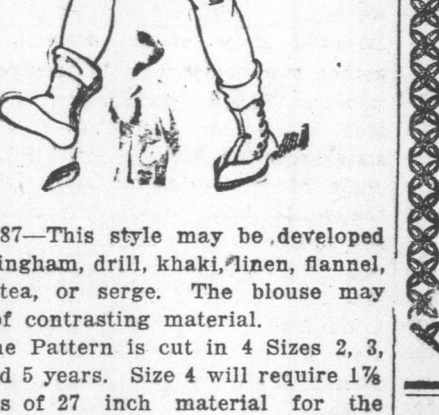 87—This style may be developed
ingham, drill, khaki, linen, flannel,
tea, or serge. The blouse may
of contrasting material.
he Pattern is cut in 4 Sizes 2, 3,
d 5 years. Size 4 will require 1⅞
s of 27 inch material for the